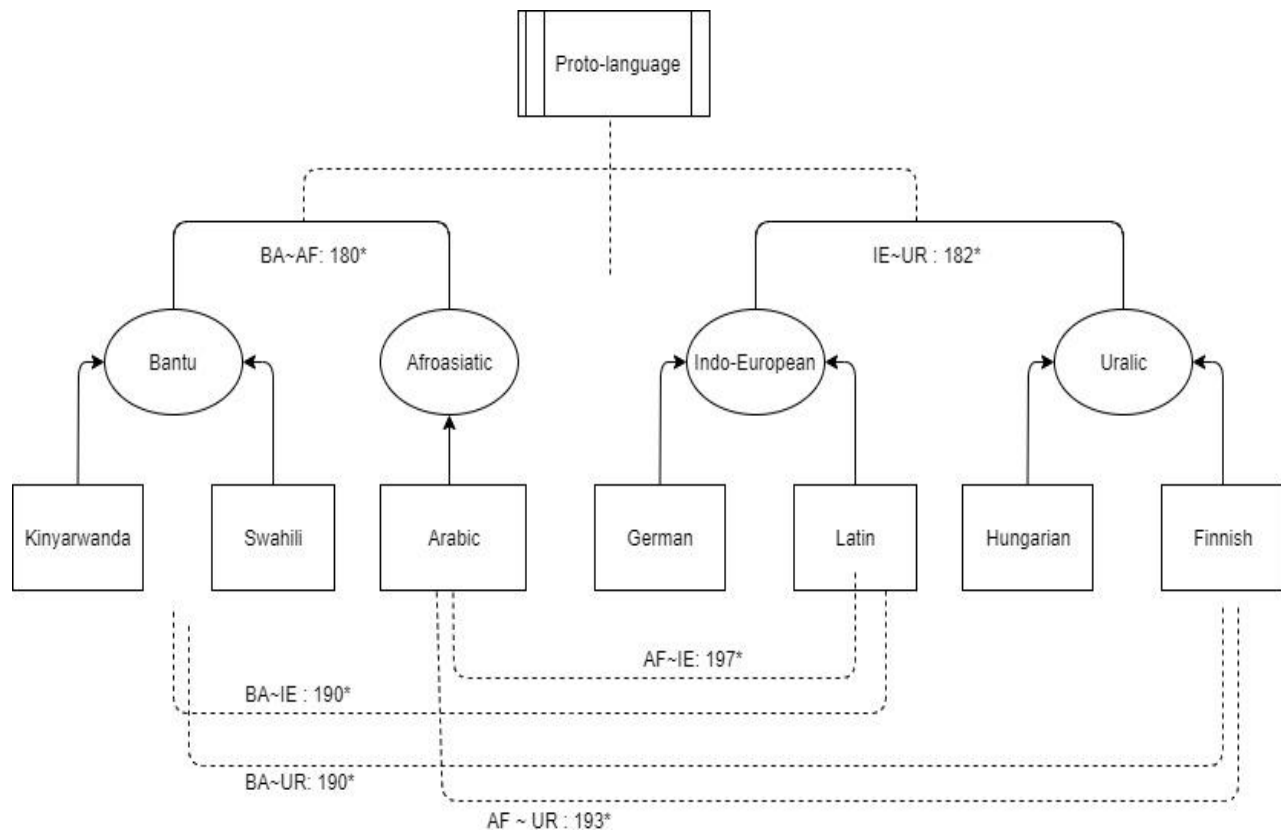 Proto-language
BA~AF: 180*
IE~UR : 182*
Bantu
Afroasiatic
Indo-European
Uralic
Kinyarwanda
Swahili
Arabic
German
Latin
Hungarian
Finnish
AF~IE: 197*
BA~IE : 190*
BA~UR: 190*
AF ~ UR : 193*